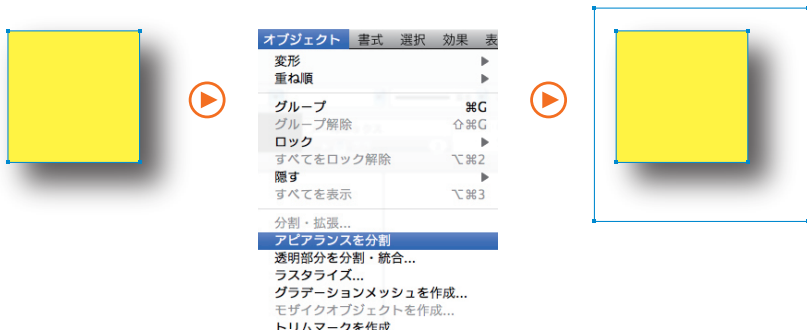 オブジェクト 書式 選択 効果 表
変形
重ね順
グループ ⌘G
グループ解除 ⇧⌘G
ロック
すべてをロック解除 ⌥⌘2
隠す
すべてを表示 ⌥⌘3
分割・拡張...
アピアランスを分割
透明部分を分割・統合...
ラスタライズ...
グラデーションメッシュを作成...
モザイクオブジェクトを作成...
トリムマークを作成